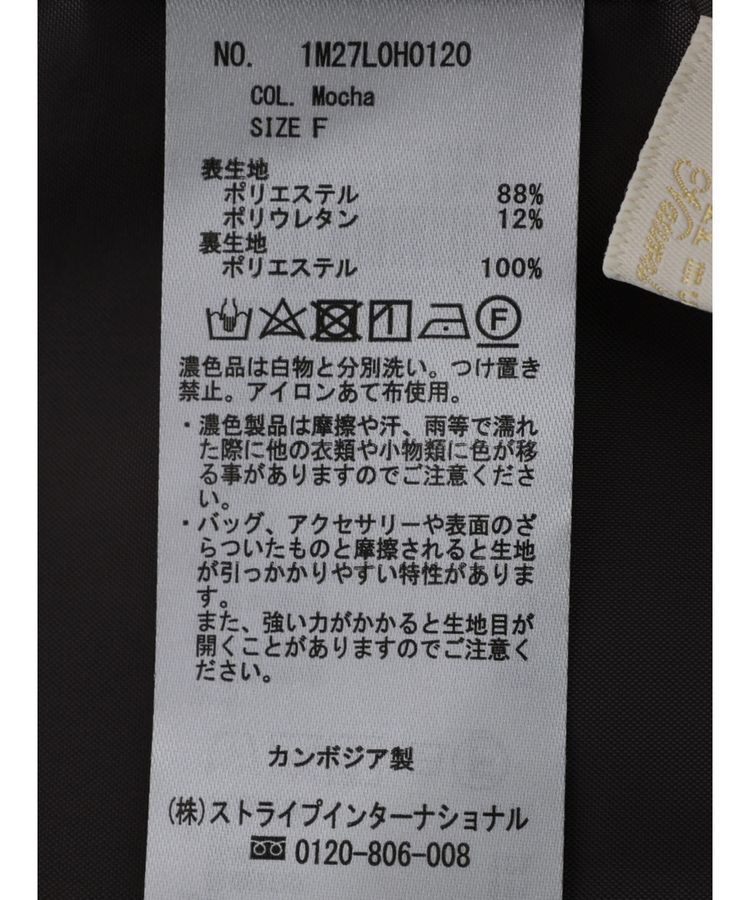 NO. 1M27L0H0120
COL. Mocha
SIZE F
表生地
ポリエステル 88%
ポリウレタン 12%
裏生地
ポリエステル 100%
F
濃色品は白物と分別洗い。つけ置き
禁止。アイロンあて布使用。
・濃色製品は摩擦や汗、雨等で濡れ
た際に他の衣類や小物類に色が移
る事がありますのでご注意くださ
い。
・バッグ、アクセサリーや表面のざ
らついたものと摩擦されると生地
が引っかかりやすい特性がありま
す。
また、強い力がかかると生地目が
開くことがありますのでご注意く
ださい。
カンボジア製
(株)ストライプインターナショナル
0120-806-008